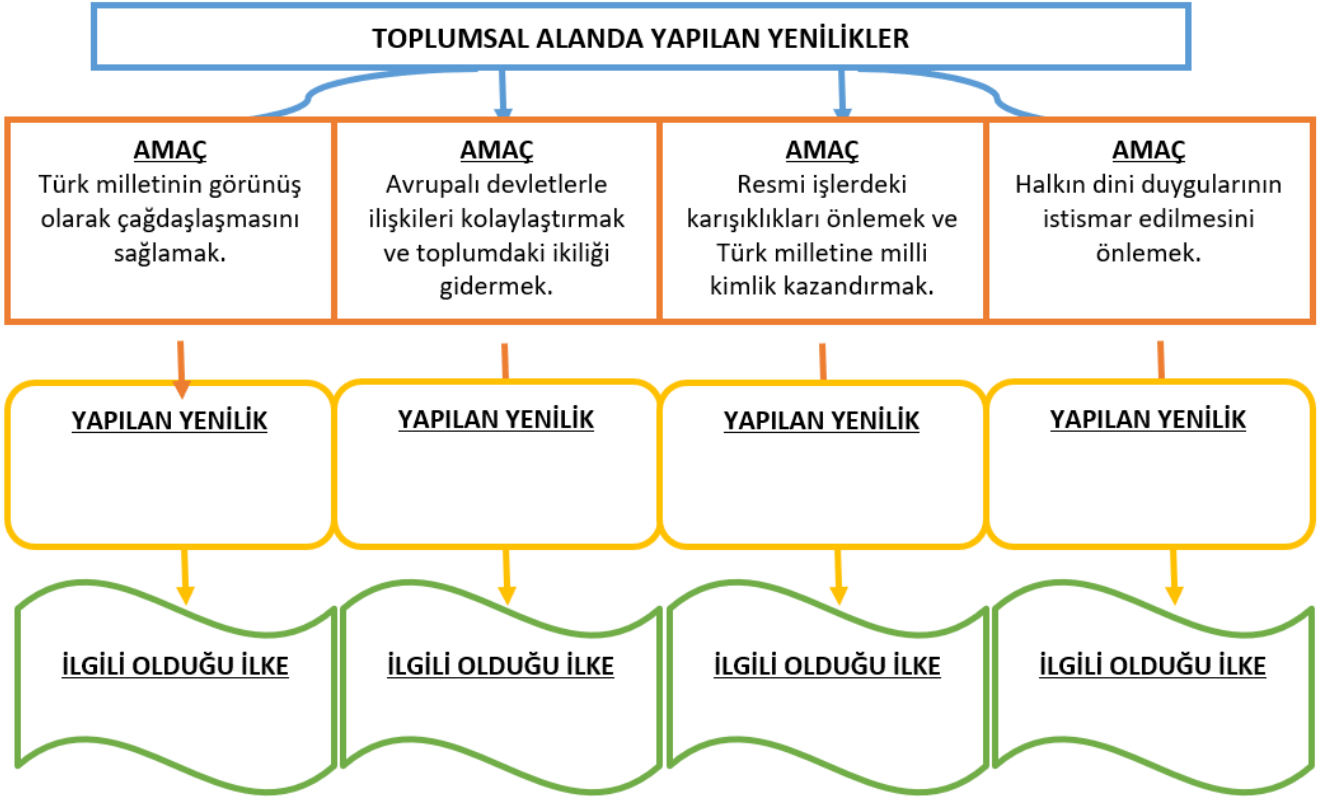 TOPLUMSAL ALANDA YAPILAN YENİLİKLER
AMAÇ
Türk milletinin görünüş
olarak çağdaşlaşmasını
sağlamak.
AMAÇ
Avrupalı devletlerle
ilişkileri kolaylaştırmak
ve toplumdaki ikiliği
gidermek.
AMAÇ
Resmi işlerdeki
karışıklıkları önlemek ve
Türk milletine milli
kimlik kazandırmak.
AMAÇ
Halkın dini duygularının
istismar edilmesini
önlemek.
YAPILAN YENİLİK
YAPILAN YENİLİK
YAPILAN YENİLİK
YAPILAN YENİLİK
İLGİLİ OLDUĞU İLKE
İLGİLİ OLDUĞU İLKE
İLGİLİ OLDUĞU İLKE
İLGİLİ OLDUĞU İLKE